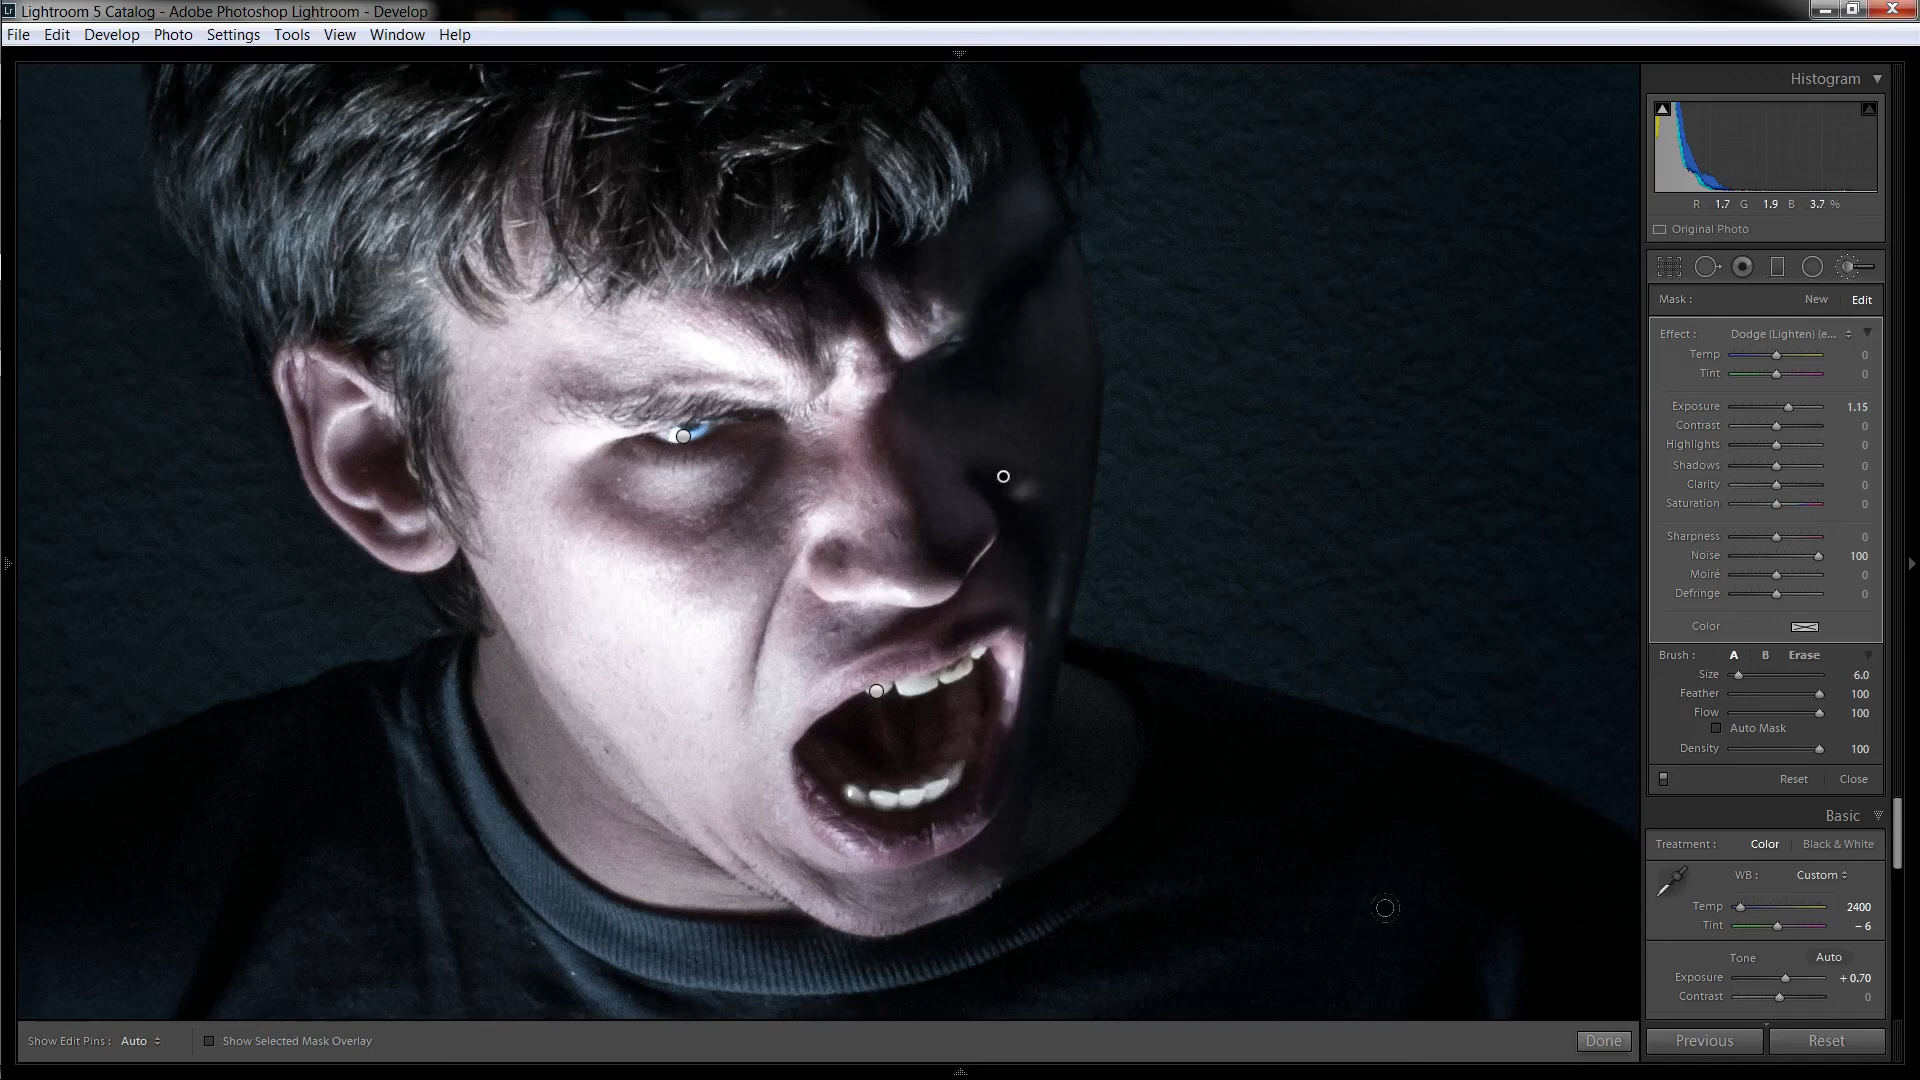 Lr Lightroom 5 Catalog - Adobe Photoshop Lightroom - Develop
File Edit Develop Photo Settings Tools View Window Help
Histogram
R 1.7 G 1.9 B 3.7 %
Original Photo
Mask : New Edit
Effect : Dodge (Lighten) (e...
Temp 0
Tint 0
Exposure 1.15
Contrast 0
Highlights 0
Shadows 0
Clarity 0
Saturation 0
Sharpness 0
Noise 100
Moiré 0
Defringe 0
Color
Brush : A B Erase
Size 6.0
Feather 100
Flow 100
Auto Mask
Density 100
Reset Close
Basic
Treatment : Color Black & White
WB : Custom
Temp 2400
Tint – 6
Tone Auto
Exposure + 0.70
Contrast 0
Show Edit Pins : Auto Show Selected Mask Overlay Done Previous Reset